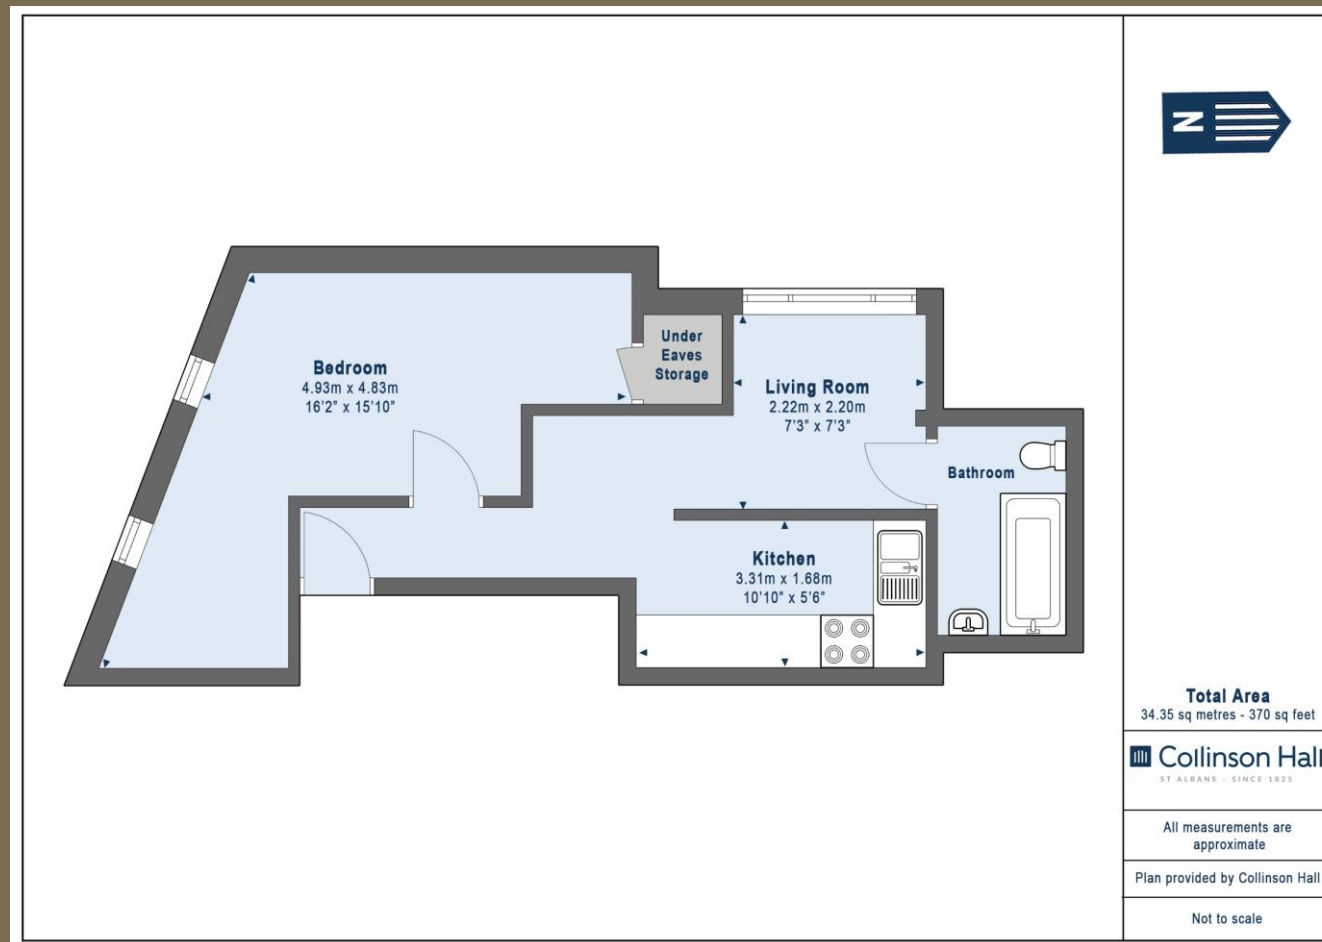 N
Under
Eaves
Storage
Bedroom
4.93m x 4.83m
16'2" x 15'10"
Living Room
2.22m x 2.20m
7'3" x 7'3"
Bathroom
Kitchen
3.31m x 1.68m
10'10" x 5'6"
Total Area
34.35 sq metres - 370 sq feet
Collinson Hall
ST ALBANS - SINCE 1825
All measurements are
approximate
Plan provided by Collinson Hall
Not to scale